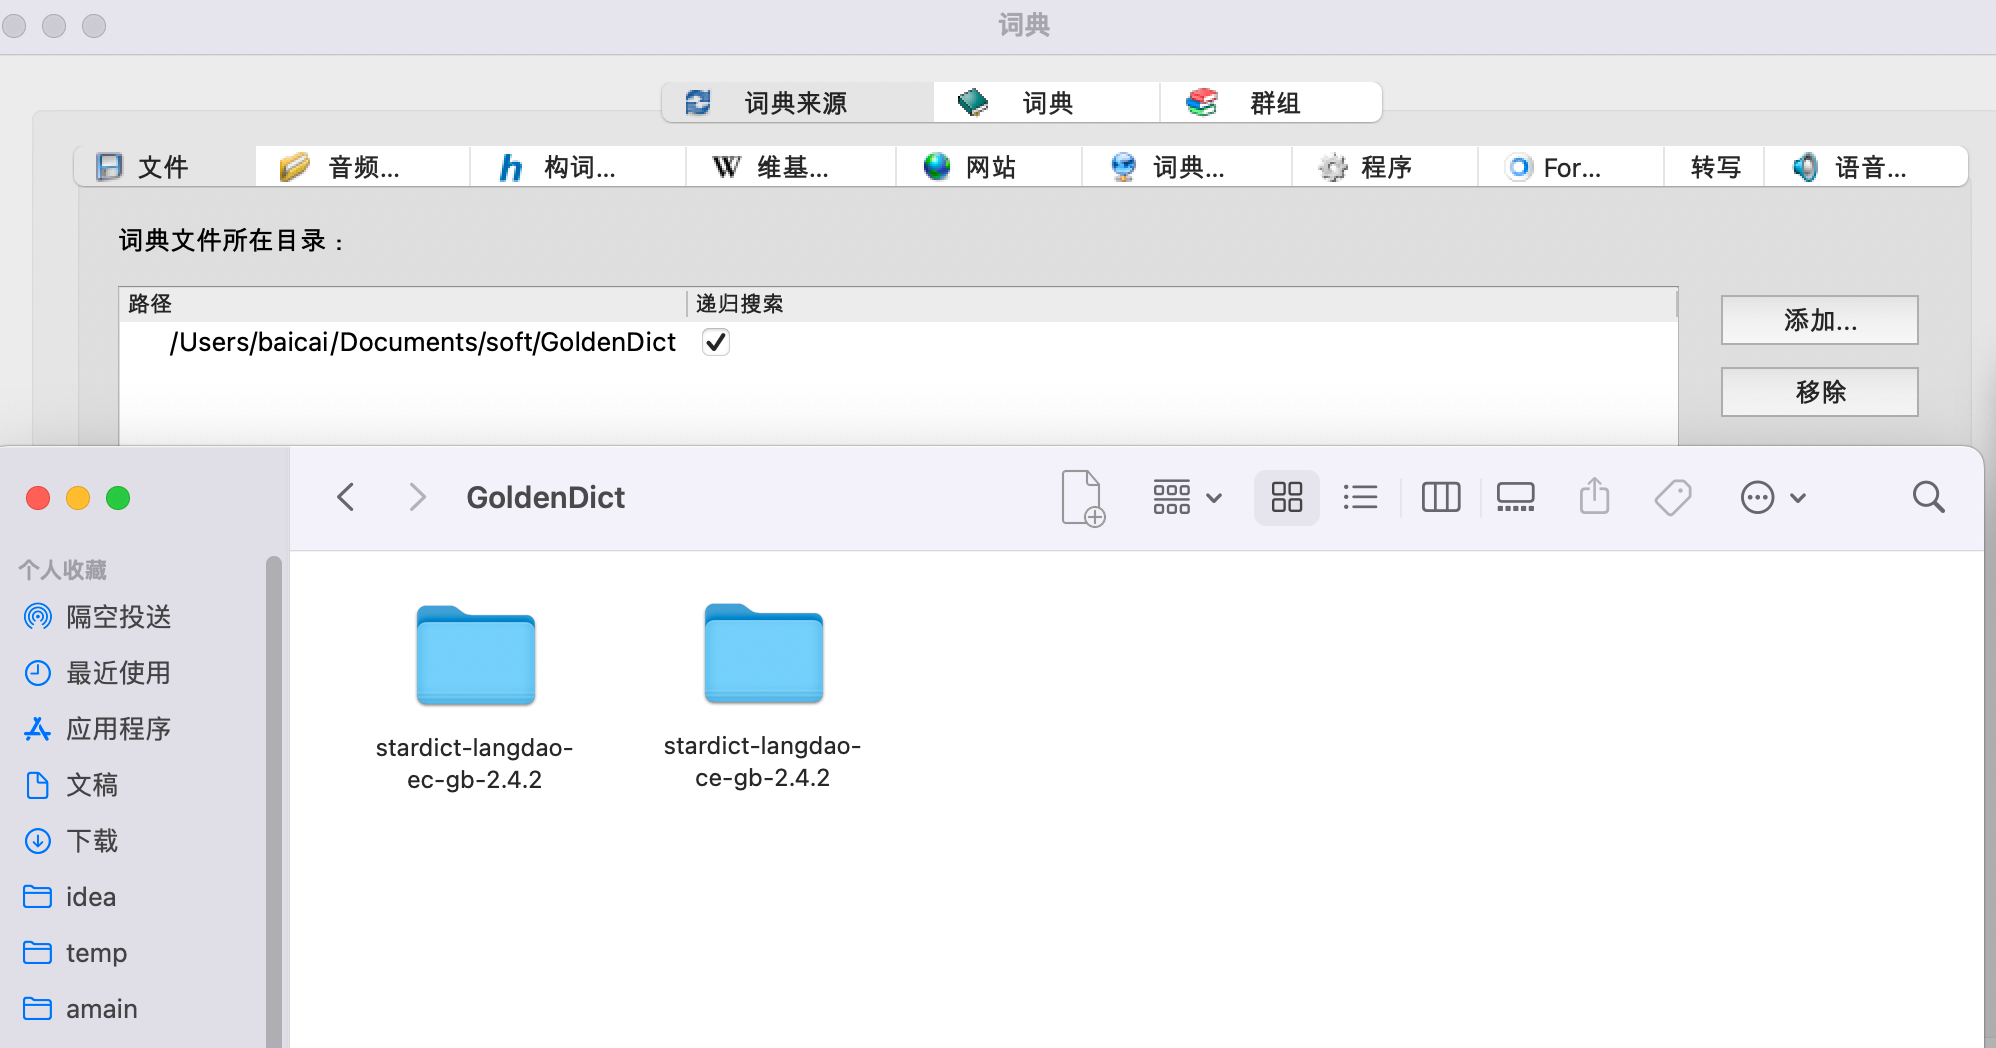 词典
词典来源 词典 群组
文件 音频... 构词... 维基... 网站 词典... 程序 For... 转写 语音...
词典文件所在目录：
路径 递归搜索
/Users/baicai/Documents/soft/GoldenDict
添加...
移除
GoldenDict
个人收藏
隔空投送
最近使用
应用程序
文稿
下载
idea
temp
amain
stardict-langdao-
ec-gb-2.4.2
stardict-langdao-
ce-gb-2.4.2